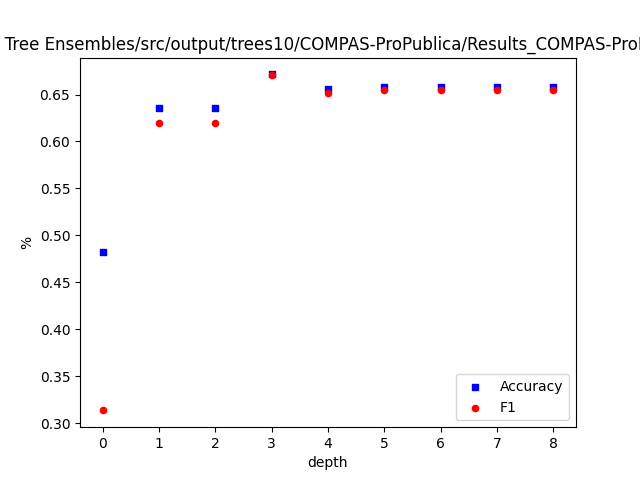 Tree Ensembles/src/output/trees10/COMPAS-ProPublica/Results_COMPAS-Prol
0.65
0.60
0.55
0.50
0.45
0.40
0.35
0.30
%
0 1 2 3 4 5 6 7 8
depth
Accuracy
F1